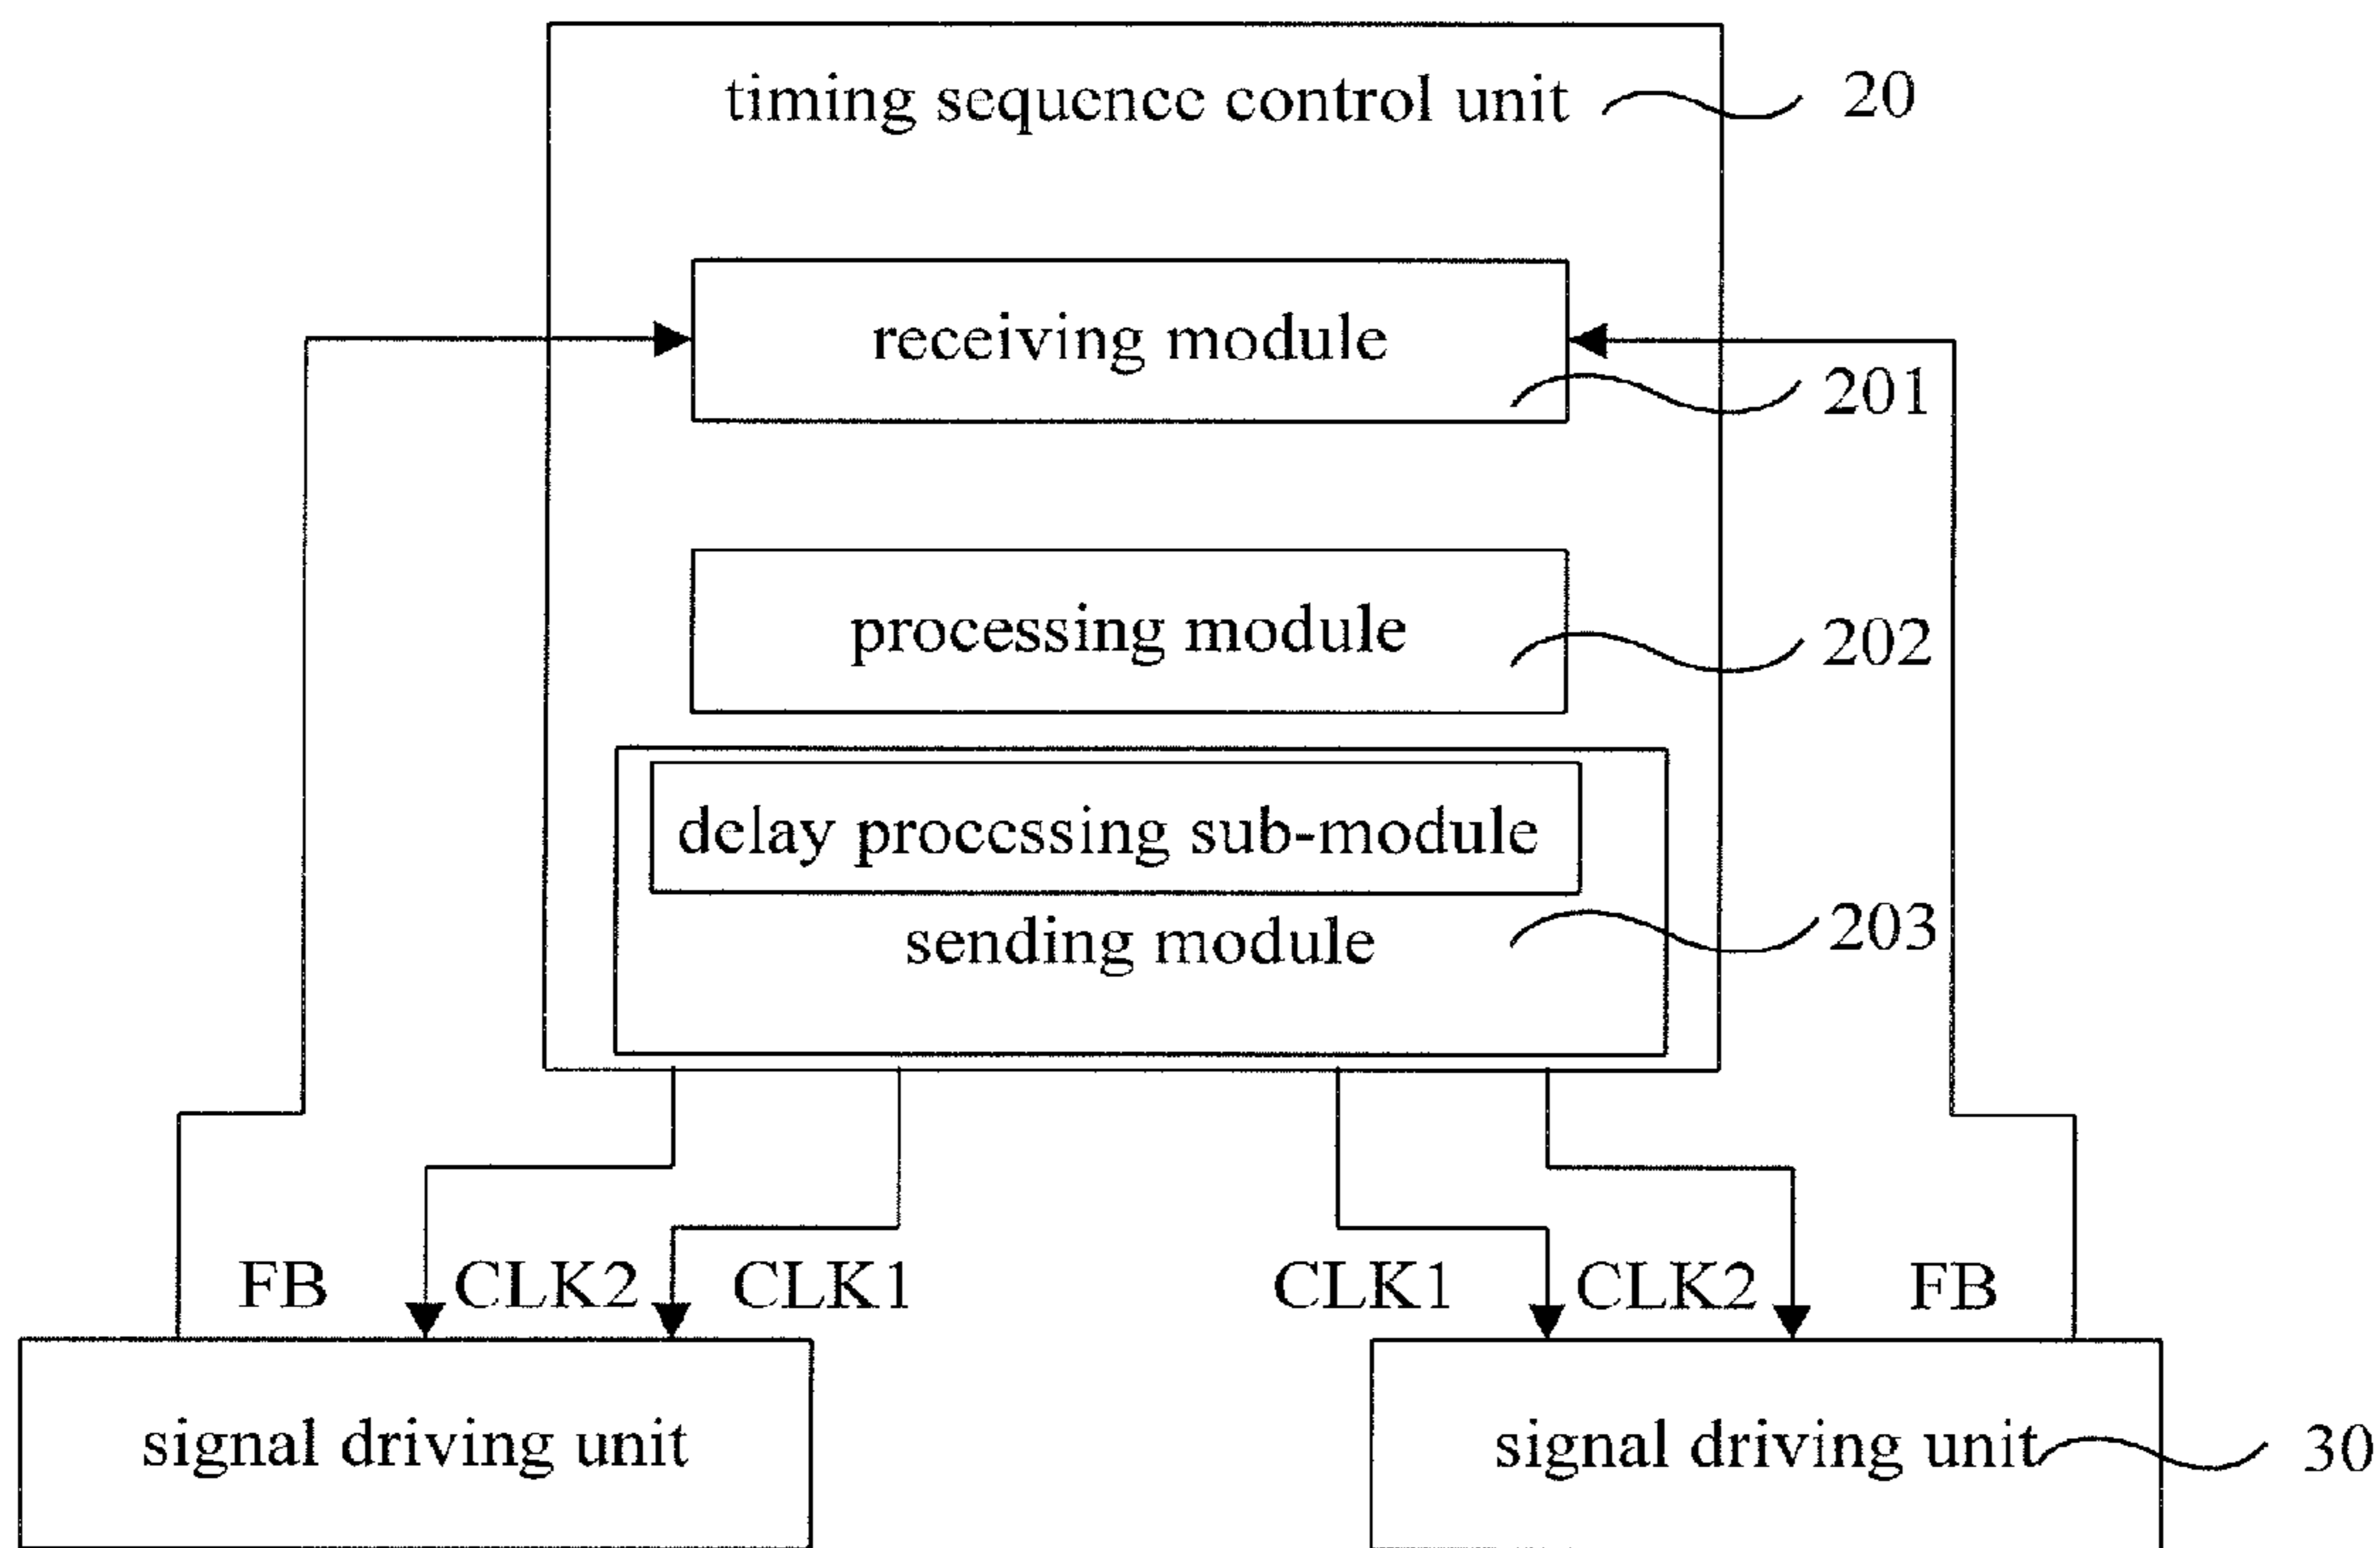 timing sequence control unit 20
receiving module
201
processing module
202
delay processing sub-module
sending module
203
FB CLK2 CLK1 CLK1 CLK2 FB
signal driving unit
signal driving unit 30